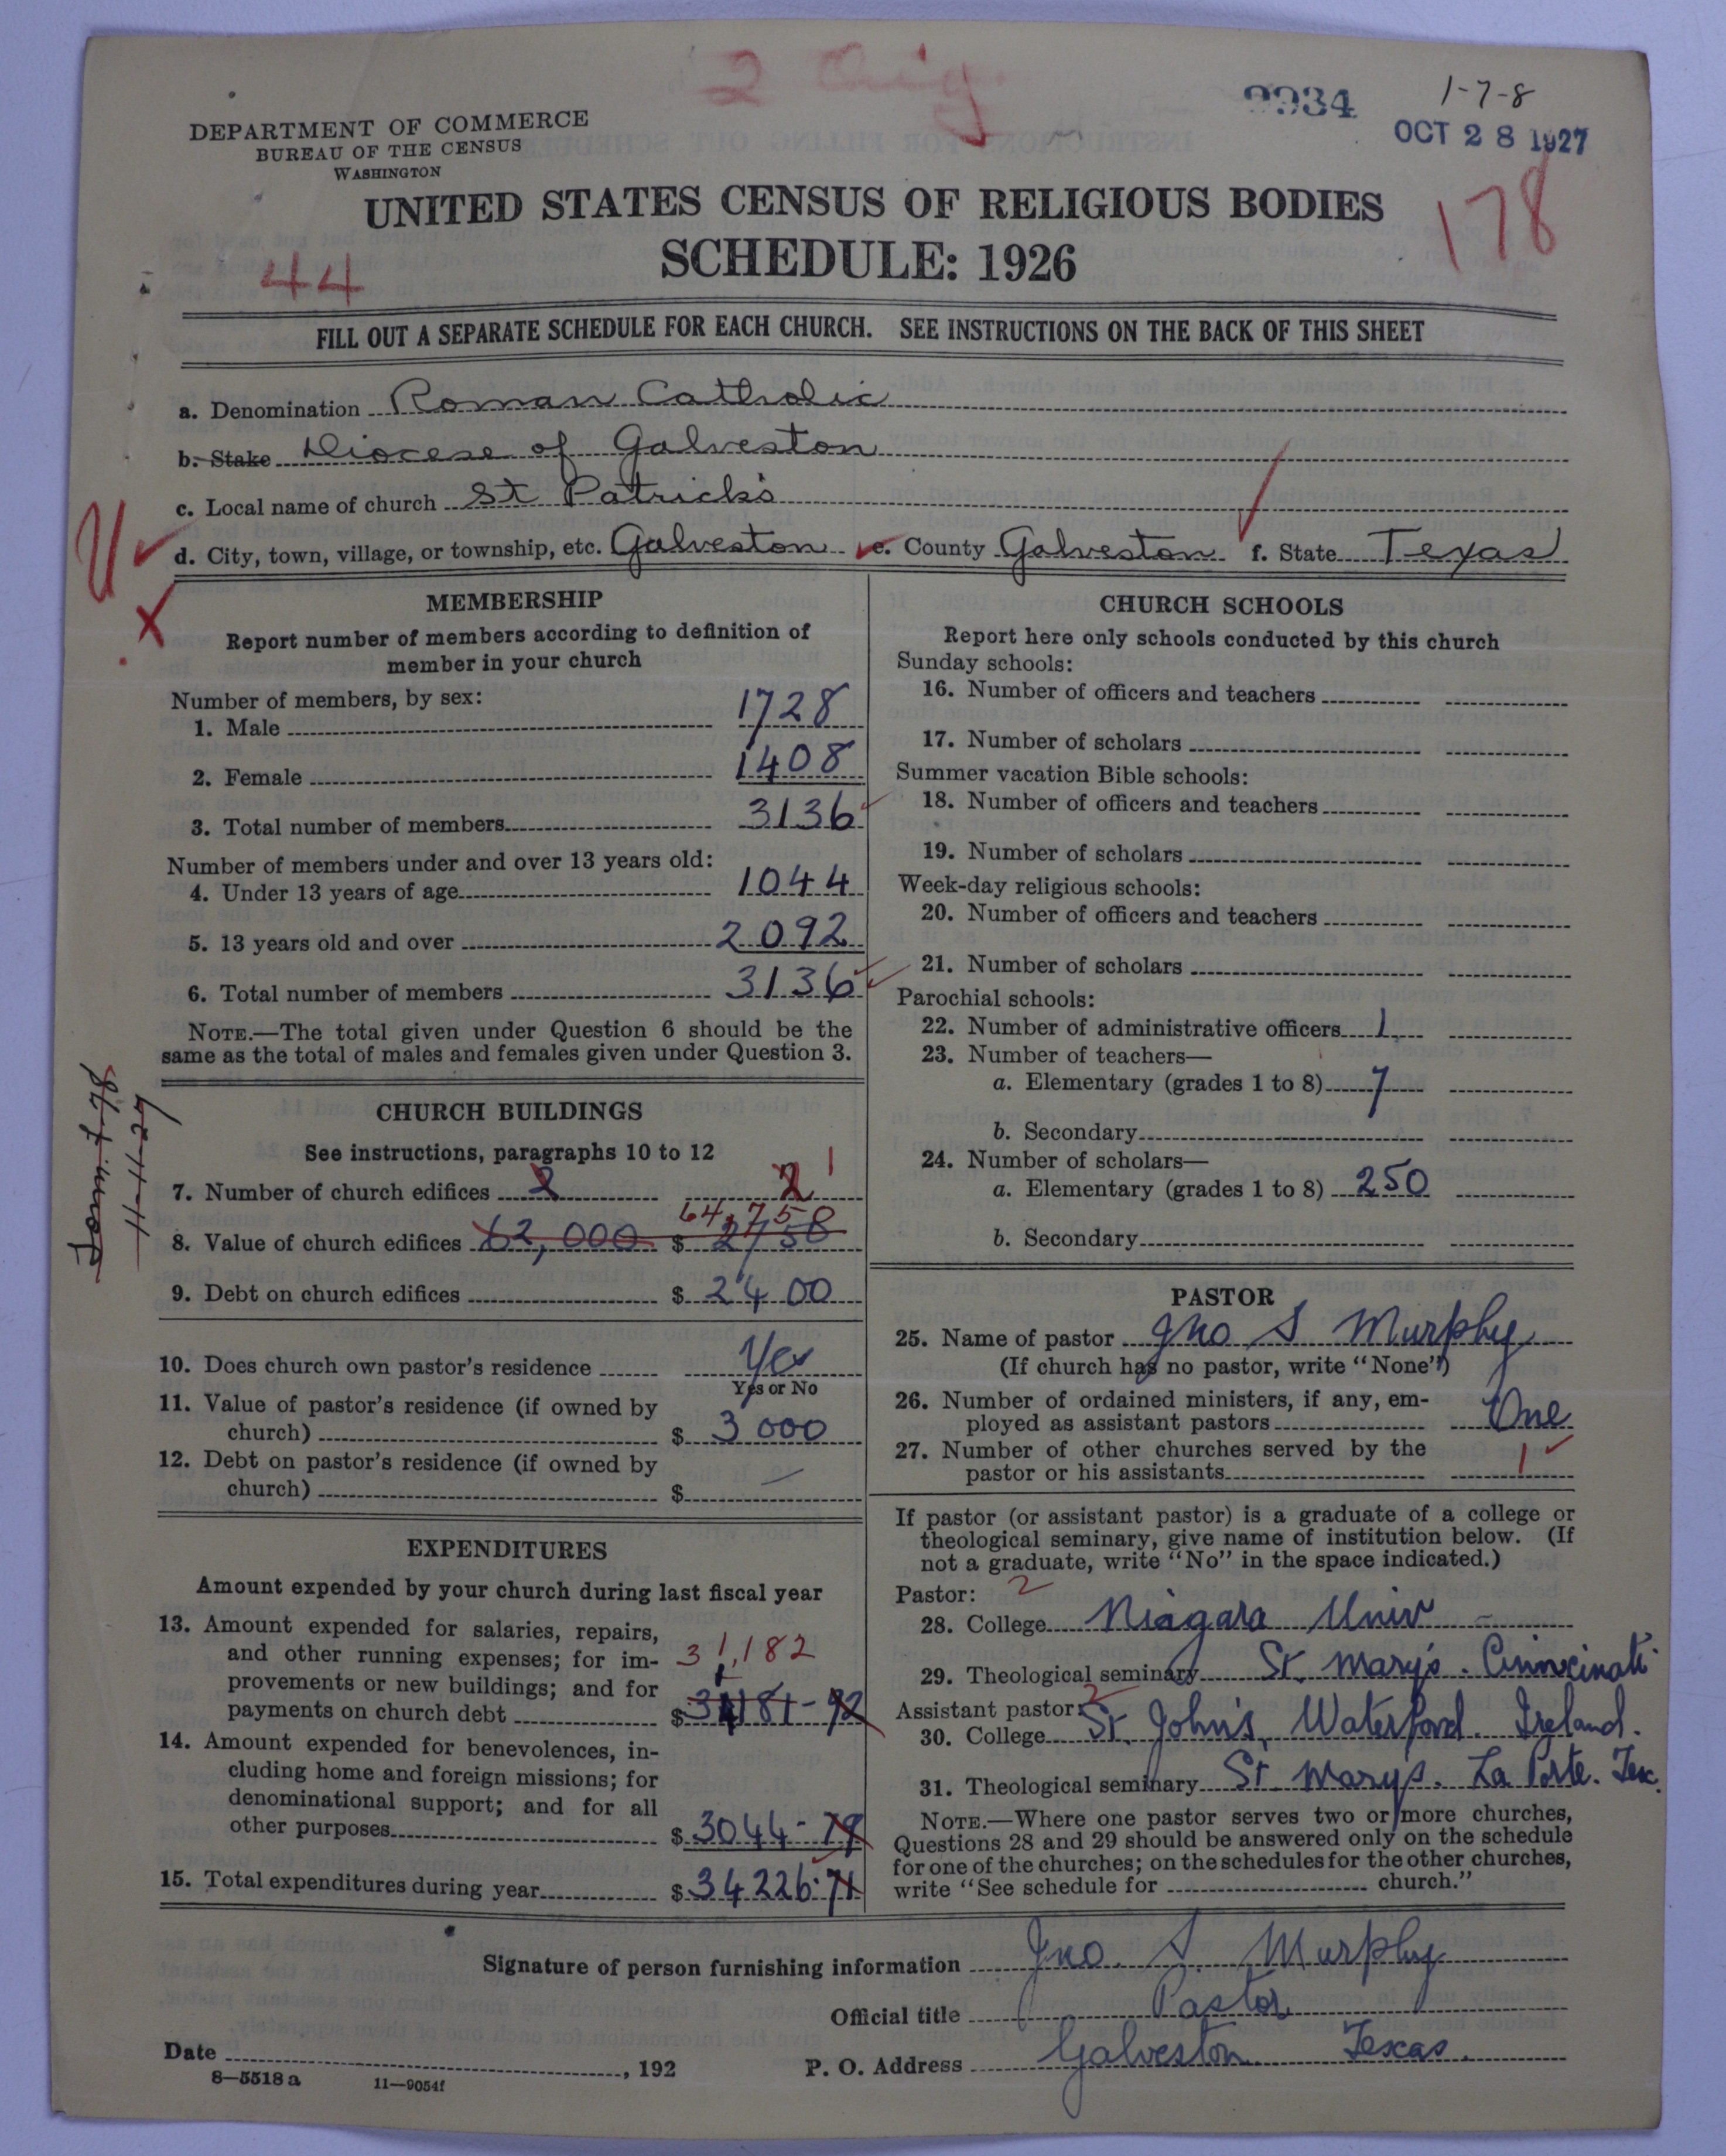 2 Orig.
9934
1-7-8
OCT 28 1927
178
DEPARTMENT OF COMMERCE
BUREAU OF THE CENSUS
WASHINGTON
UNITED STATES CENSUS OF RELIGIOUS BODIES
SCHEDULE: 1926
44
FILL OUT A SEPARATE SCHEDULE FOR EACH CHURCH. SEE INSTRUCTIONS ON THE BACK OF THIS SHEET
a. Denomination Roman Catholic
b. Stake Diocese of Galveston
c. Local name of church St Patrick's
d. City, town, village, or township, etc. Galveston e. County Galveston f. State Texas
MEMBERSHIP
Report number of members according to definition of
member in your church
Number of members, by sex:
1. Male 1728
2. Female 1408
3. Total number of members 3136
Number of members under and over 13 years old:
4. Under 13 years of age 1044
5. 13 years old and over 2092
6. Total number of members 3136
NOTE.—The total given under Question 6 should be the
same as the total of males and females given under Question 3.
Form f-78
11-11-27
CHURCH BUILDINGS
See instructions, paragraphs 10 to 12
7. Number of church edifices 2 2 1
64,758
8. Value of church edifices 62,000 $ 2758
9. Debt on church edifices $ 2400
10. Does church own pastor's residence Yes
Yes or No
11. Value of pastor's residence (if owned by
church) $ 3000
12. Debt on pastor's residence (if owned by
church) $ —
EXPENDITURES
Amount expended by your church during last fiscal year
13. Amount expended for salaries, repairs,
and other running expenses; for im- 31,182
provements or new buildings; and for
payments on church debt $ 31181-92
14. Amount expended for benevolences, in-
cluding home and foreign missions; for
denominational support; and for all
other purposes $ 3044-79
15. Total expenditures during year $ 34226.71
CHURCH SCHOOLS
Report here only schools conducted by this church
Sunday schools:
16. Number of officers and teachers
17. Number of scholars
Summer vacation Bible schools:
18. Number of officers and teachers
19. Number of scholars
Week-day religious schools:
20. Number of officers and teachers
21. Number of scholars
Parochial schools:
22. Number of administrative officers 1
23. Number of teachers—
a. Elementary (grades 1 to 8) 7
b. Secondary
24. Number of scholars—
a. Elementary (grades 1 to 8) 250
b. Secondary
PASTOR
25. Name of pastor Jno S Murphy
(If church has no pastor, write "None")
26. Number of ordained ministers, if any, em-
ployed as assistant pastors One
27. Number of other churches served by the
pastor or his assistants 1
If pastor (or assistant pastor) is a graduate of a college or
theological seminary, give name of institution below. (If
not a graduate, write "No" in the space indicated.)
Pastor: 2
28. College Niagara Univ
29. Theological seminary St. Mary's. Cinnicinati
Assistant pastor: 2
30. College St. John's, Waterford. Ireland.
31. Theological seminary St. Mary's. La Porte. Tex.
NOTE.—Where one pastor serves two or more churches,
Questions 28 and 29 should be answered only on the schedule
for one of the churches; on the schedules for the other churches,
write "See schedule for church."
Signature of person furnishing information Jno. S. Murphy
Official title Pastor
Date , 192 P. O. Address Galveston Texas.
8—5518 a 11—9054f